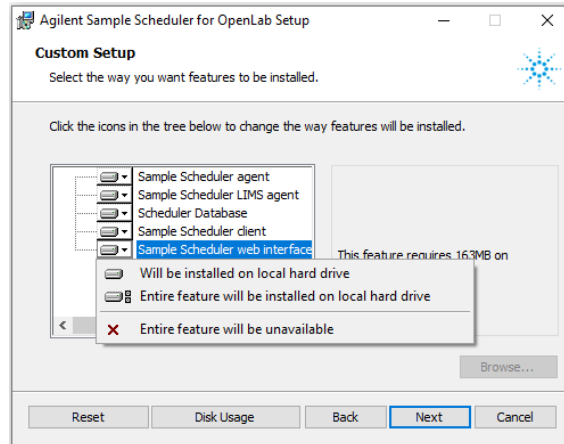 Agilent Sample Scheduler for OpenLab Setup
Custom Setup
Select the way you want features to be installed.
Click the icons in the tree below to change the way features will be installed.
Sample Scheduler agent
Sample Scheduler LIMS agent
Scheduler Database
Sample Scheduler client
Sample Scheduler web interface
This feature requires 163MB on
Will be installed on local hard drive
Entire feature will be installed on local hard drive
Entire feature will be unavailable
Browse...
Reset Disk Usage Back Next Cancel